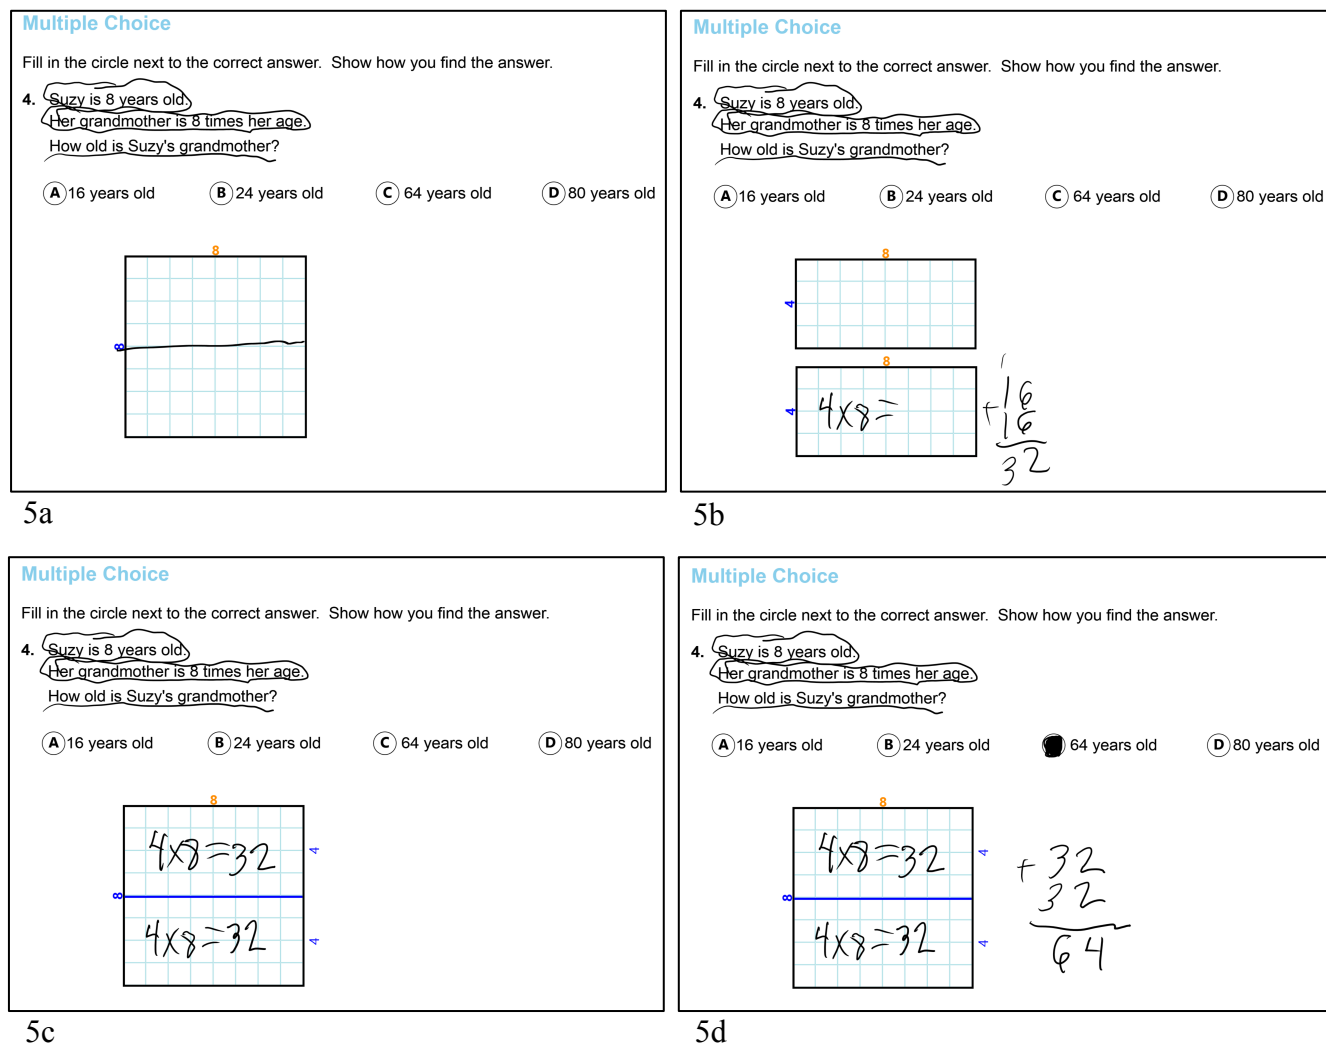 Multiple Choice
Fill in the circle next to the correct answer. Show how you find the answer.
4. Suzy is 8 years old.
Her grandmother is 8 times her age.
How old is Suzy's grandmother?
A 16 years old B 24 years old C 64 years old D 80 years old
8
8
5a
Multiple Choice
Fill in the circle next to the correct answer. Show how you find the answer.
4. Suzy is 8 years old.
Her grandmother is 8 times her age.
How old is Suzy's grandmother?
A 16 years old B 24 years old C 64 years old D 80 years old
8
4
8
4
4x8=
1
16
+16
32
5b
Multiple Choice
Fill in the circle next to the correct answer. Show how you find the answer.
4. Suzy is 8 years old.
Her grandmother is 8 times her age.
How old is Suzy's grandmother?
A 16 years old B 24 years old C 64 years old D 80 years old
8
4x8=32 4
8
4x8=32 4
5c
Multiple Choice
Fill in the circle next to the correct answer. Show how you find the answer.
4. Suzy is 8 years old.
Her grandmother is 8 times her age.
How old is Suzy's grandmother?
A 16 years old B 24 years old 64 years old D 80 years old
8
4x8=32 4
8
4x8=32 4
+32
32
64
5d